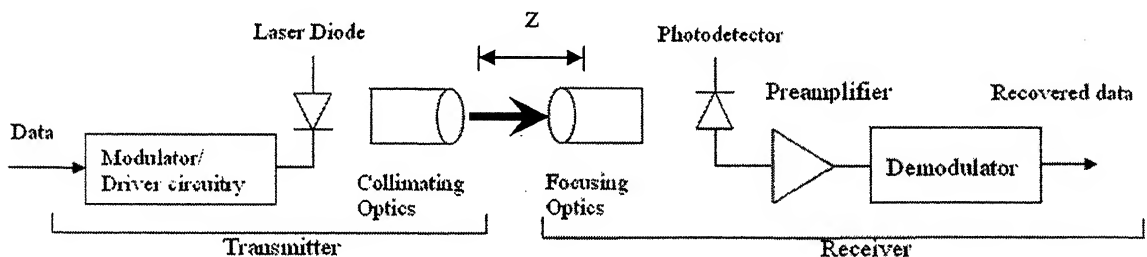 Laser Diode
Z
Photodetector
Preamplifier
Recovered data
Data
Modulator/
Driver circuitry
Collimating
Optics
Focusing
Optics
Demodulator
Transmitter
Receiver